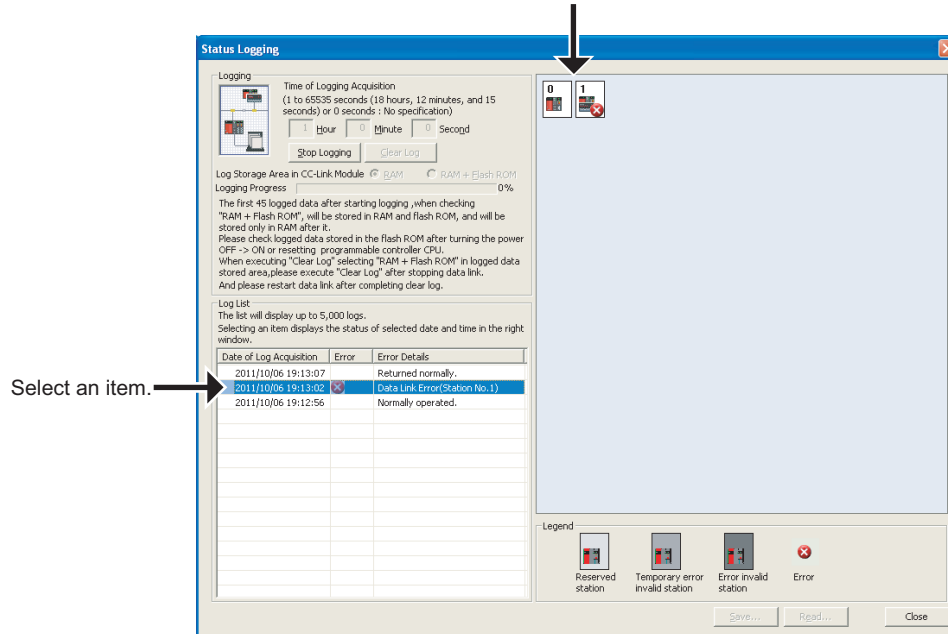 Status Logging
Logging
Time of Logging Acquisition
(1 to 65535 seconds (18 hours, 12 minutes, and 15
seconds) or 0 seconds : No specification)
1 Hour 0 Minute 0 Second
Stop Logging Clear Log
Log Storage Area in CC-Link Module RAM RAM + Flash ROM
Logging Progress 0%
The first 45 logged data after starting logging ,when checking
"RAM + Flash ROM", will be stored in RAM and flash ROM, and will be
stored only in RAM after it.
Please check logged data stored in the flash ROM after turning the power
OFF -> ON or resetting programmable controller CPU.
When executing "Clear Log" selecting "RAM + Flash ROM" in logged data
stored area,please execute "Clear Log" after stopping data link.
And please restart data link after completing clear log.
Log List
The list will display up to 5,000 logs.
Selecting an item displays the status of selected date and time in the right
window.
Date of Log Acquisition Error Error Details
2011/10/06 19:13:07 Returned normally.
2011/10/06 19:13:02 Data Link Error(Station No.1)
2011/10/06 19:12:56 Normally operated.
Select an item.
0 1
Legend
Reserved
station
Temporary error
invalid station
Error invalid
station
Error
Save... Read... Close